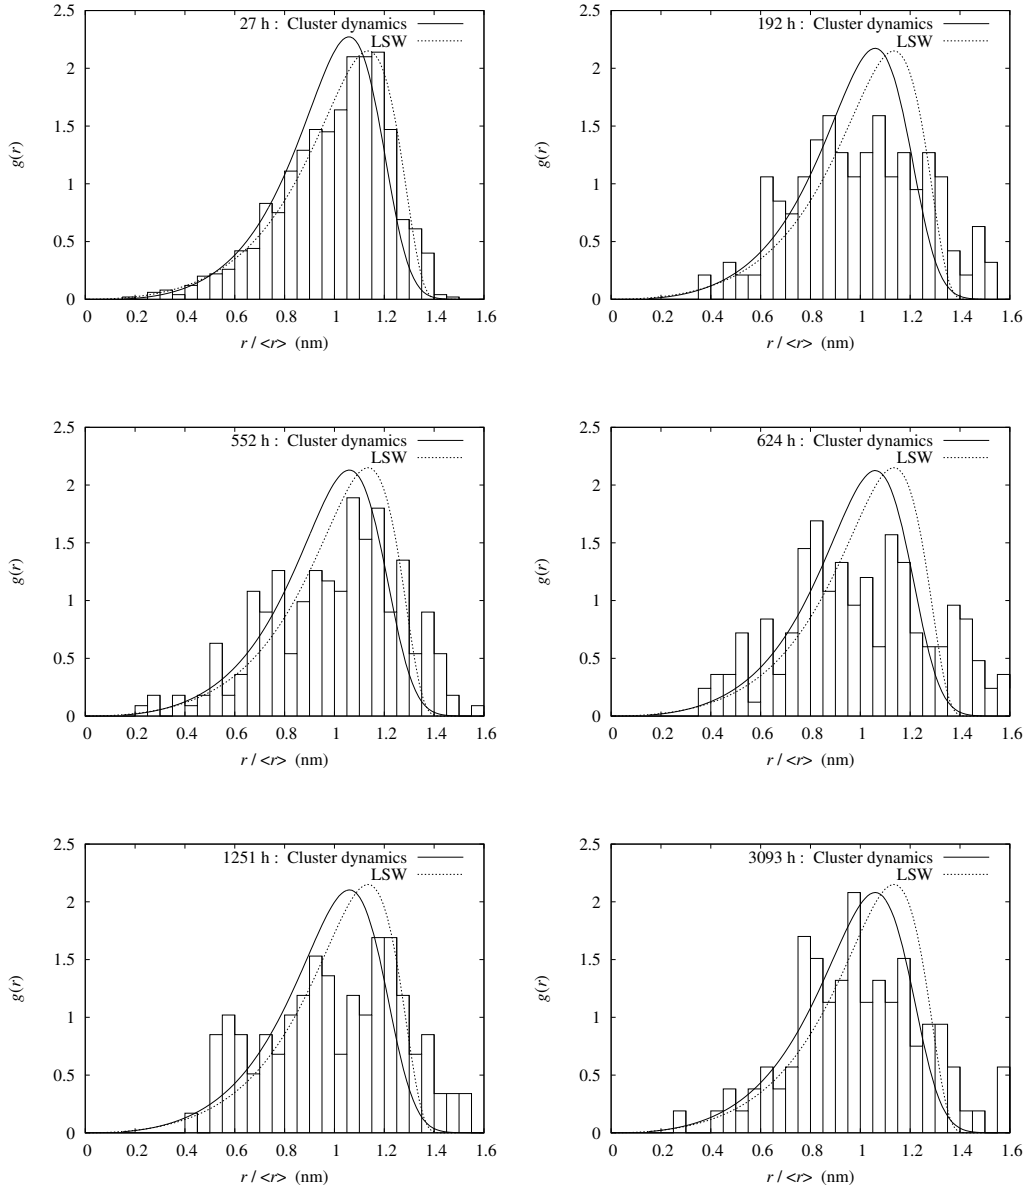 27 h : Cluster dynamics
LSW
g(r)
2.5
2
1.5
1
0.5
0
0 0.2 0.4 0.6 0.8 1 1.2 1.4 1.6
r / <r> (nm)
192 h : Cluster dynamics
LSW
g(r)
2.5
2
1.5
1
0.5
0
0 0.2 0.4 0.6 0.8 1 1.2 1.4 1.6
r / <r> (nm)
552 h : Cluster dynamics
LSW
g(r)
2.5
2
1.5
1
0.5
0
0 0.2 0.4 0.6 0.8 1 1.2 1.4 1.6
r / <r> (nm)
624 h : Cluster dynamics
LSW
g(r)
2.5
2
1.5
1
0.5
0
0 0.2 0.4 0.6 0.8 1 1.2 1.4 1.6
r / <r> (nm)
1251 h : Cluster dynamics
LSW
g(r)
2.5
2
1.5
1
0.5
0
0 0.2 0.4 0.6 0.8 1 1.2 1.4 1.6
r / <r> (nm)
3093 h : Cluster dynamics
LSW
g(r)
2.5
2
1.5
1
0.5
0
0 0.2 0.4 0.6 0.8 1 1.2 1.4 1.6
r / <r> (nm)